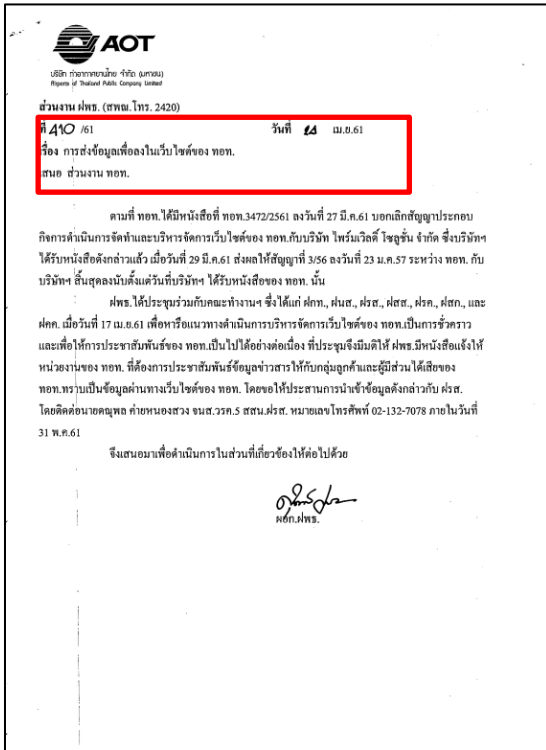 AOT
บริษัท ท่าอากาศยานไทย จำกัด (มหาชน)
Airports of Thailand Public Company Limited
ส่วนงาน ฝพธ. (สพณ.โทร. 2420)
ที่ 410 /61 วันที่ เม.ย.61
เรื่อง การส่งข้อมูลเพื่อลงในเว็บไซต์ของ ทอท.
เสนอ ส่วนงาน ทอท.
ตามที่ ทอท.ได้มีหนังสือที่ ทอท.3472/2561 ลงวันที่ 27 มี.ค.61 บอกเลิกสัญญาประกอบ
กิจการดำเนินการจัดทำและบริหารจัดการเว็บไซต์ของ ทอท.กับบริษัท ไพร์มเวิลดิ์ โซลูชั่น จำกัด ซึ่งบริษัทฯ
ได้รับหนังสือดังกล่าวแล้ว เมื่อวันที่ 29 มี.ค.61 ส่งผลให้สัญญาที่ 3/56 ลงวันที่ 23 ม.ค.57 ระหว่าง ทอท. กับ
บริษัทฯ สิ้นสุดลงนับตั้งแต่วันที่บริษัทฯ ได้รับหนังสือของ ทอท. นั้น
ฝพธ.ได้ประชุมร่วมกับคณะทำงานฯ ซึ่งได้แก่ ฝกท., ฝนส., ฝรส., ฝสส., ฝรค., ฝสก., และ
ฝคค. เมื่อวันที่ 17 เม.ย.61 เพื่อหารือแนวทางดำเนินการบริหารจัดการเว็บไซต์ของ ทอท.เป็นการชั่วคราว
และเพื่อให้การประชาสัมพันธ์ของ ทอท.เป็นไปได้อย่างต่อเนื่อง ที่ประชุมจึงมีมติให้ ฝพธ.มีหนังสือแจ้งให้
หน่วยงานของ ทอท. ที่ต้องการประชาสัมพันธ์ข้อมูลข่าวสารให้กับกลุ่มลูกค้าและผู้มีส่วนได้เสียของ
ทอท.ทราบเป็นข้อมูลผ่านทางเว็บไซต์ ของ ทอท. โดยขอให้ประสานการนำเข้าข้อมูลดังกล่าวกับ ฝรส.
โดยติดต่อนายดณุพล ค่ายหนองสวง จนส.วรค.5 สสน.ฝรส. หมายเลขโทรศัพท์ 02-132-7078 ภายในวันที่
31 พ.ค.61
จึงเสนอมาเพื่อดำเนินการในส่วนที่เกี่ยวข้องให้ต่อไปด้วย
ผอก.ฝพธ.